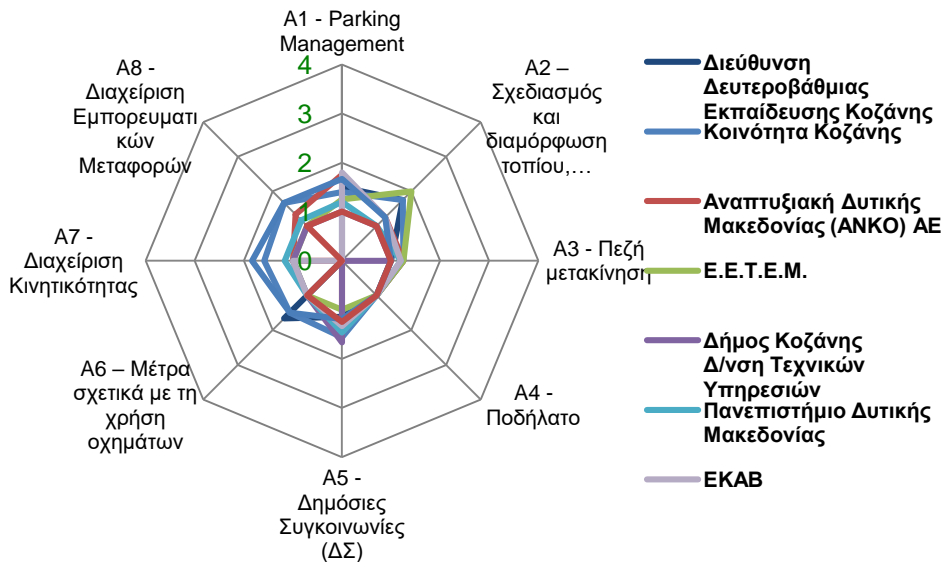 A1 - Parking
Management
A2 –
Σχεδιασμός
και
διαμόρφωση
τοπίου,…
A3 - Πεζή
μετακίνηση
A4 -
Ποδήλατο
A5 -
Δημόσιες
Συγκοινωνίες
(ΔΣ)
A6 – Μέτρα
σχετικά με τη
χρήση
οχημάτων
A7 -
Διαχείριση
Κινητικότητας
A8 -
Διαχείριση
Εμπορευματι
κών
Μεταφορών
4
3
2
1
0
Διεύθυνση
Δευτεροβάθμιας
Εκπαίδευσης Κοζάνης
Κοινότητα Κοζάνης
Αναπτυξιακή Δυτικής
Μακεδονίας (ΑΝΚΟ) ΑΕ
Ε.Ε.Τ.Ε.Μ.
Δήμος Κοζάνης
Δ/νση Τεχνικών
Υπηρεσιών
Πανεπιστήμιο Δυτικής
Μακεδονίας
ΕΚΑΒ